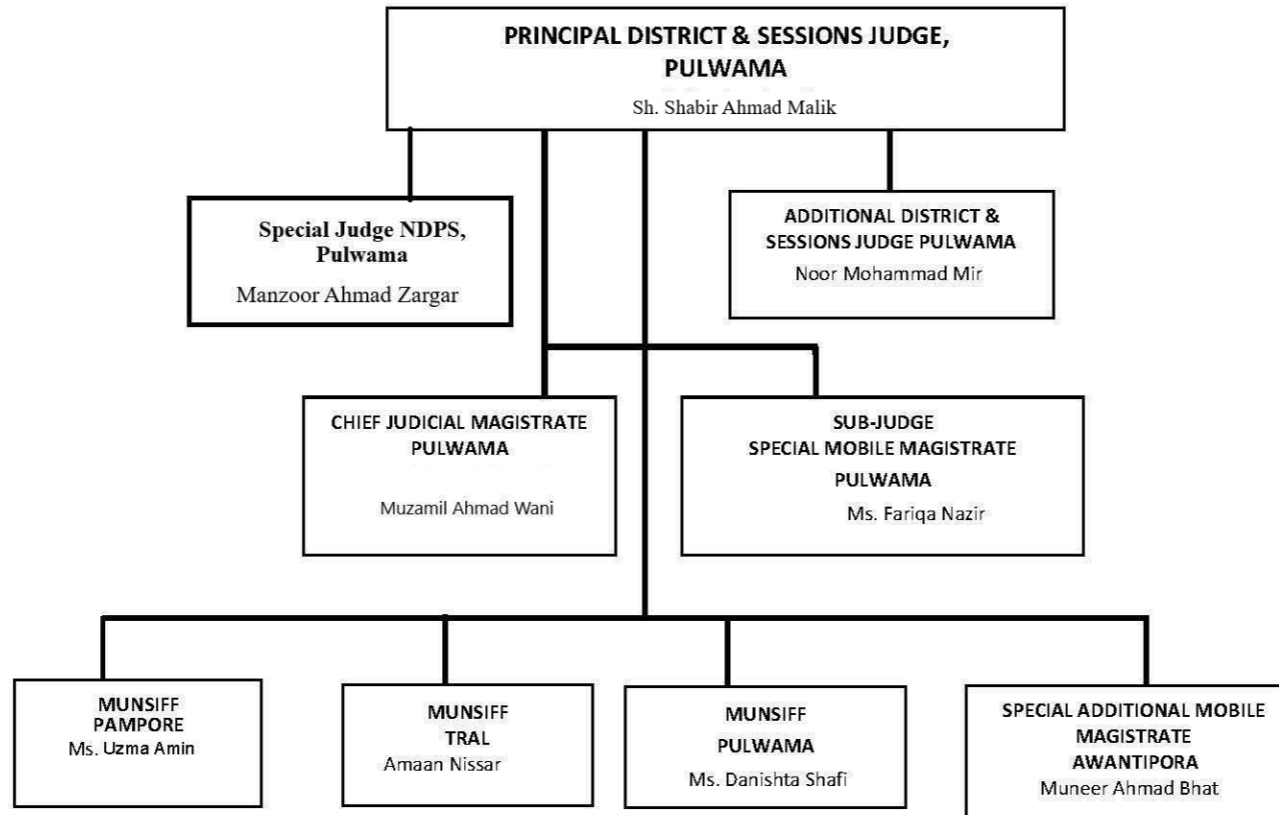 PRINCIPAL DISTRICT & SESSIONS JUDGE,
PULWAMA
Sh. Shabir Ahmad Malik
Special Judge NDPS,
Pulwama
Manzoor Ahmad Zargar
ADDITIONAL DISTRICT &
SESSIONS JUDGE PULWAMA
Noor Mohammad Mir
CHIEF JUDICIAL MAGISTRATE
PULWAMA
Muzamil Ahmad Wani
SUB-JUDGE
SPECIAL MOBILE MAGISTRATE
PULWAMA
Ms. Fariqa Nazir
MUNSIFF
PAMPORE
Ms. Uzma Amin
MUNSIFF
TRAL
Amaan Nissar
MUNSIFF
PULWAMA
Ms. Danishta Shafi
SPECIAL ADDITIONAL MOBILE
MAGISTRATE
AWANTIPORA
Muneer Ahmad Bhat